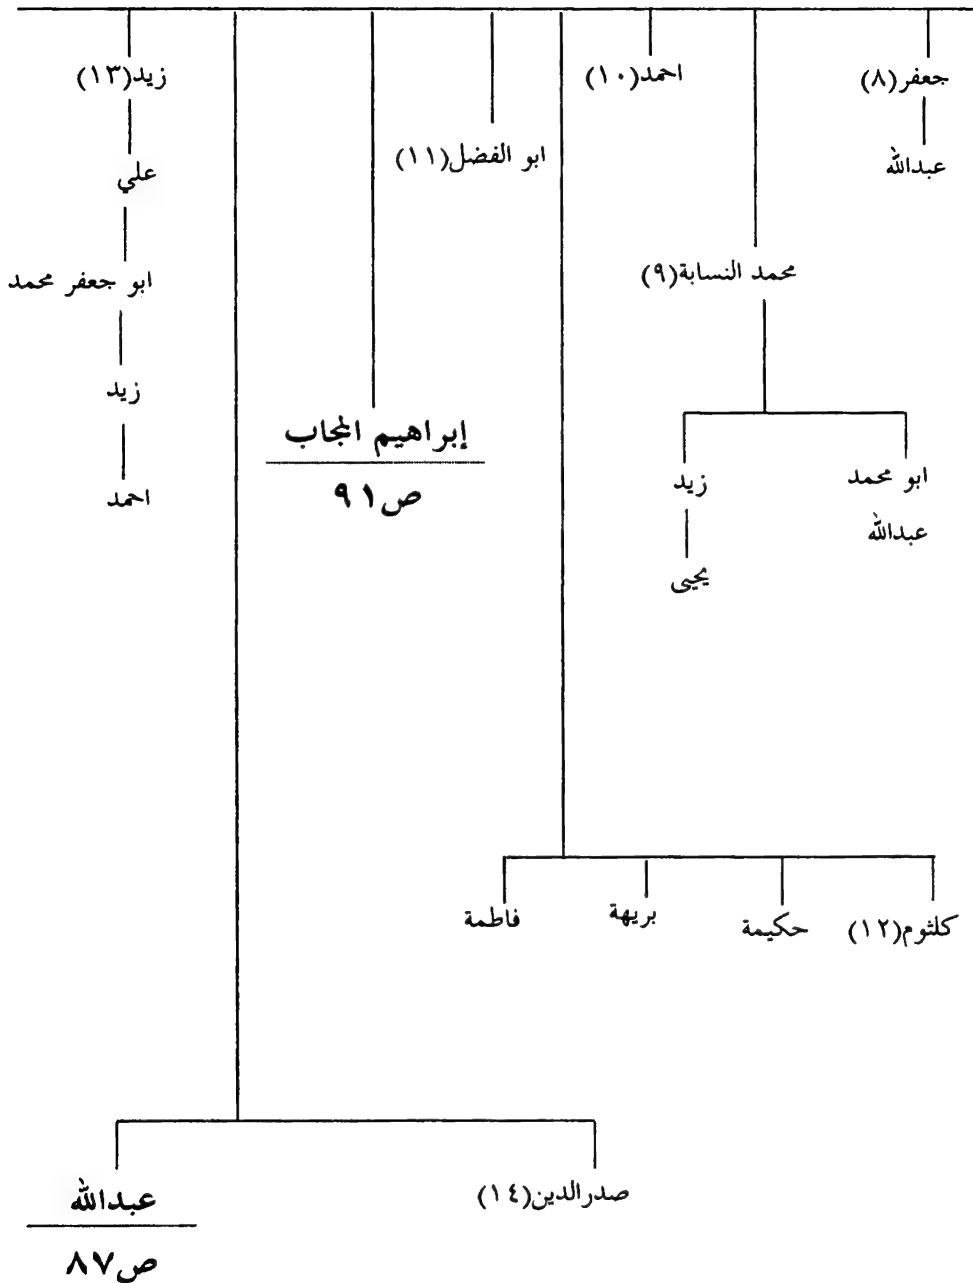 جعفر(٨)
عبدالله
احمد(١٠)
زيد(١٣)
ابو الفضل(١١)
علي
محمد النسابة(٩)
ابو جعفر محمد
زيد
احمد
إبراهيم المجاب
ص٩١
ابو محمد
عبدالله
زيد
يحيى
كلثوم(١٢)
حكيمة
بريهة
فاطمة
صدرالدين(١٤)
عبدالله
ص٨٧